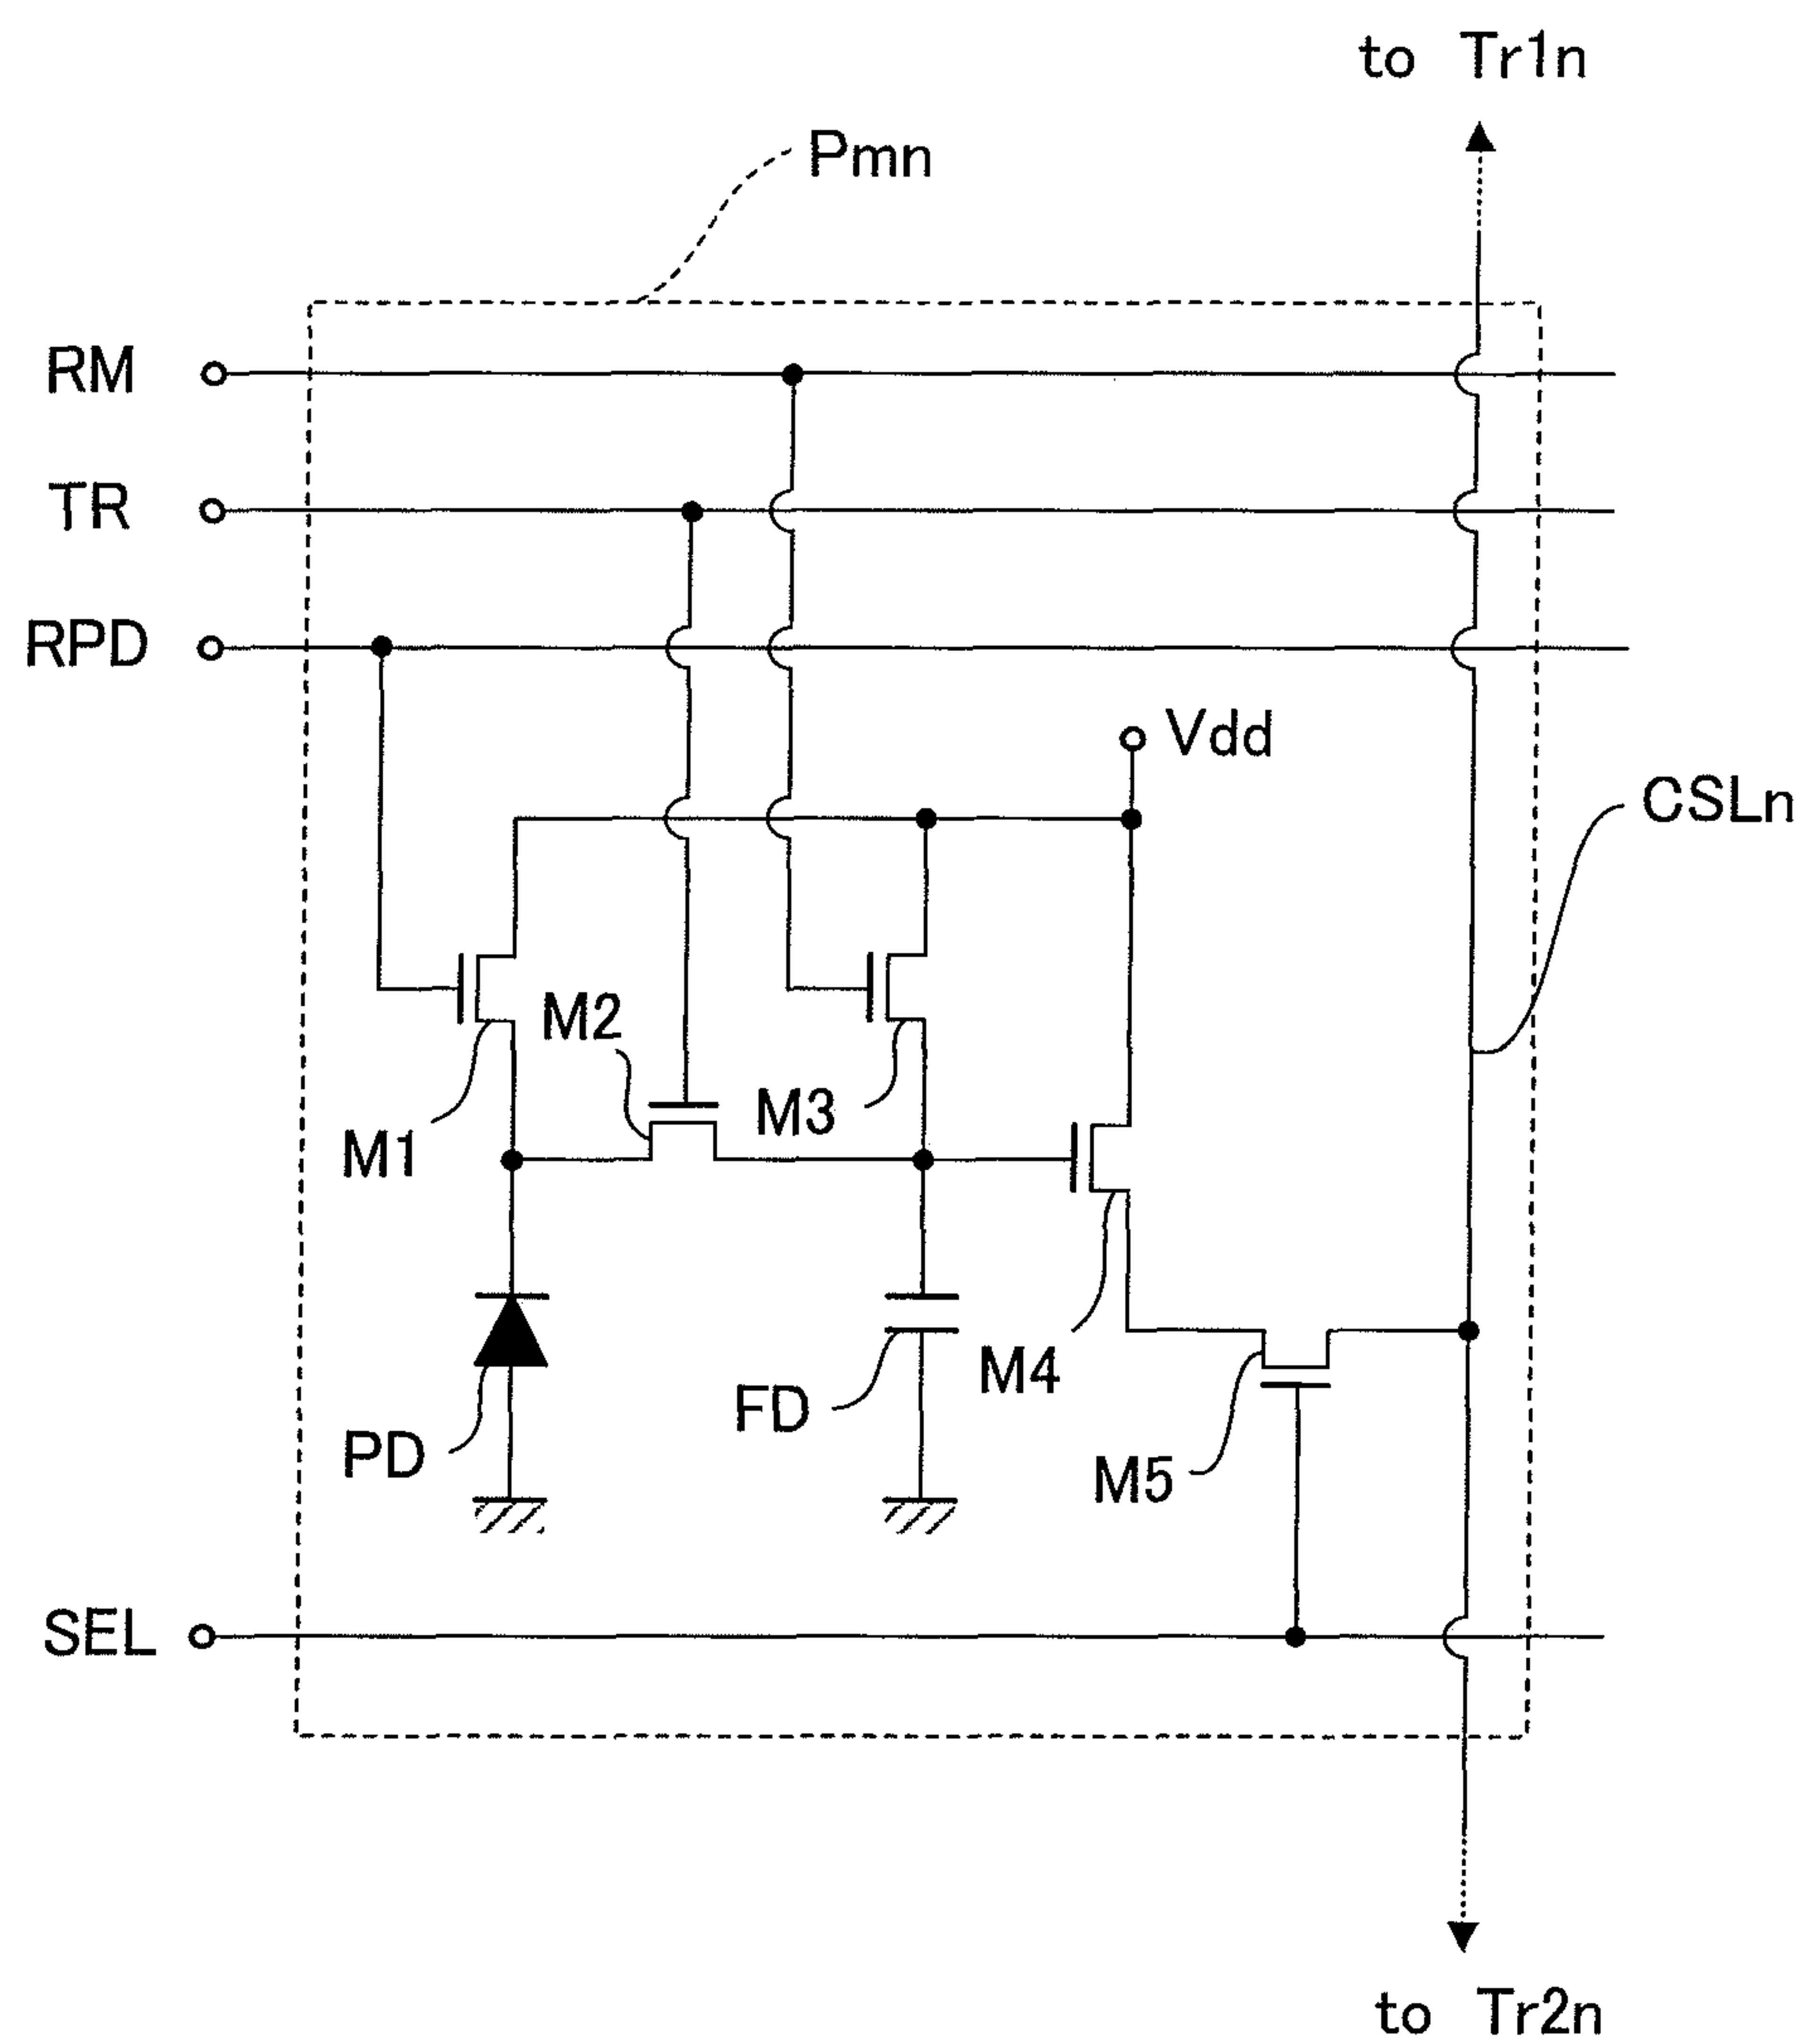 to Tr1n
Pmn
RM
TR
RPD
Vdd
CSLn
M2
M3
M1
M4
FD
PD
M5
SEL
to Tr2n